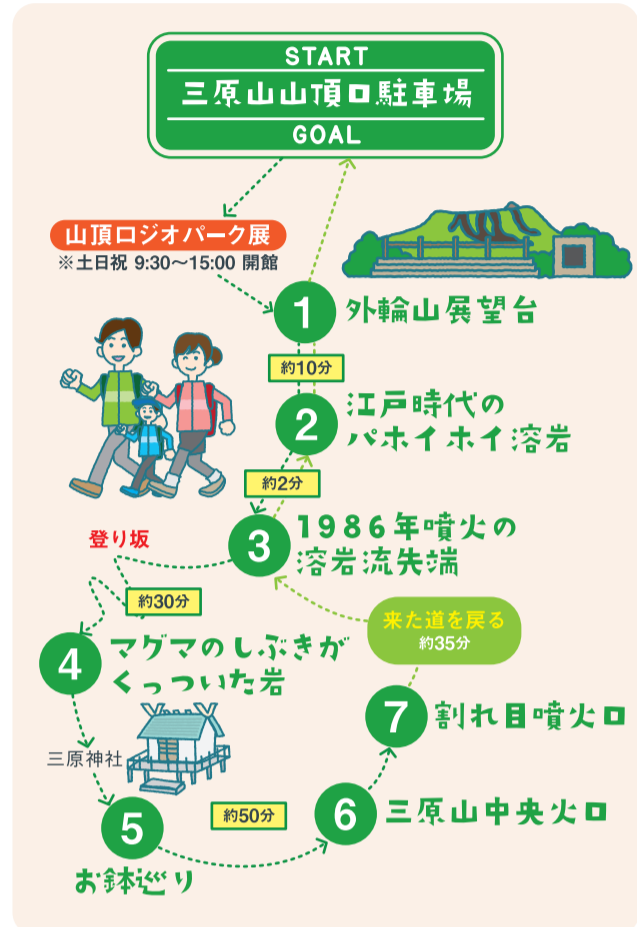 START
三原山山頂口駐車場
GOAL
山頂口ジオパーク展
※土日祝 9:30〜15:00 開館
1
外輪山展望台
約10分
2
江戸時代の
パホイホイ溶岩
約2分
3
1986年噴火の
溶岩流先端
登り坂
約30分
来た道を戻る
約35分
4
マグマのしぶきが
くっついた岩
7
割れ目噴火口
三原神社
約50分
6
三原山中央火口
5
お鉢巡り